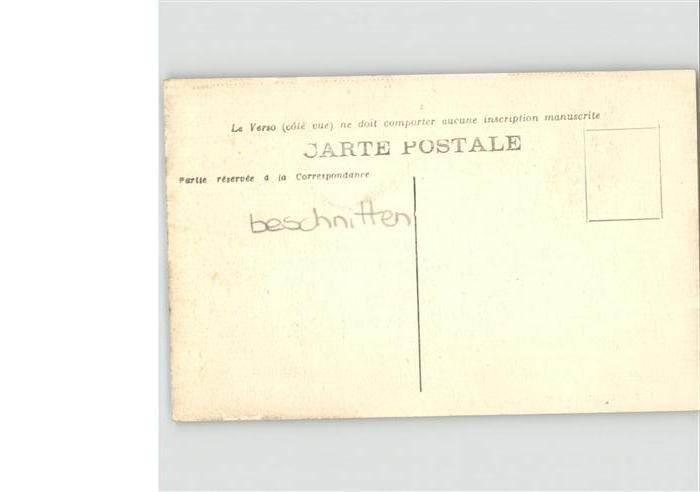 Le Verso (côté vue) ne doit comporter aucune inscription manuscrite
CARTE POSTALE
Partie réservée à la Correspondance
beschnitten